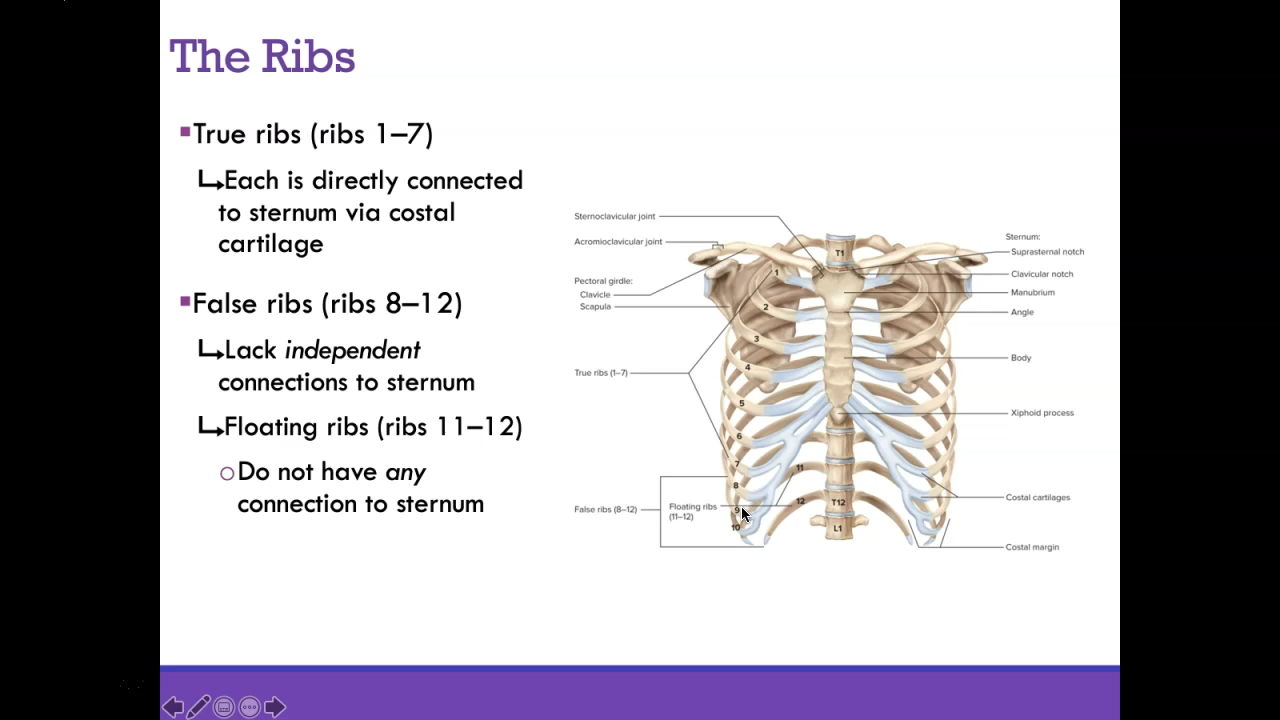 The Ribs
▪True ribs (ribs 1–7)
↳Each is directly connected
to sternum via costal
cartilage
▪False ribs (ribs 8–12)
↳Lack independent
connections to sternum
↳Floating ribs (ribs 11–12)
○Do not have any
connection to sternum
Sternoclavicular joint
Acromioclavicular joint
Pectoral girdle:
Clavicle
Scapula
True ribs (1–7)
False ribs (8–12)
Floating ribs
(11–12)
1
2
3
4
5
6
7
8
9
10
11
12
T1
T12
L1
Sternum:
Suprasternal notch
Clavicular notch
Manubrium
Angle
Body
Xiphoid process
Costal cartilages
Costal margin